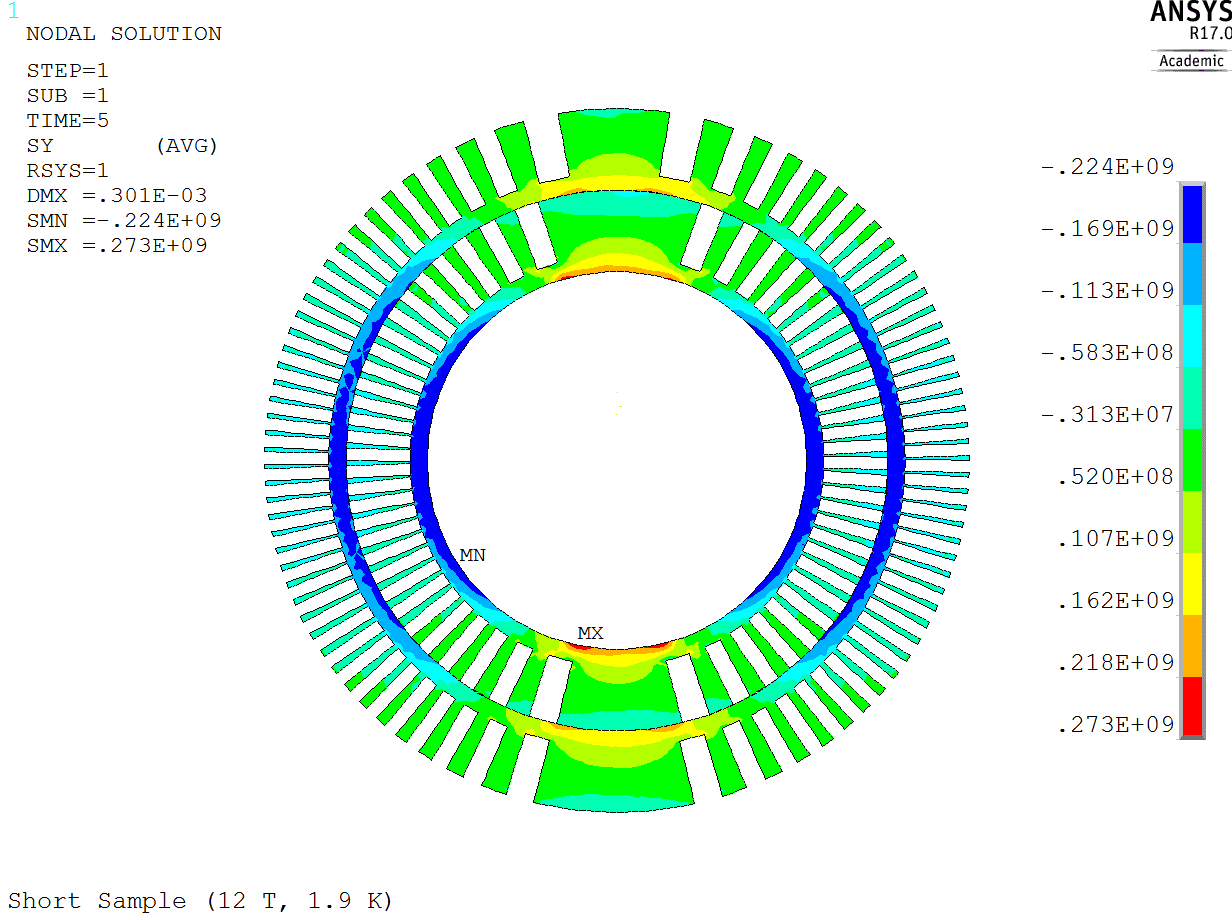 1
NODAL SOLUTION
STEP=1
SUB =1
TIME=5
SY (AVG)
RSYS=1
DMX =.301E-03
SMN =-.224E+09
SMX =.273E+09
ANSYS
R17.0
Academic
-.224E+09
-.169E+09
-.113E+09
-.583E+08
-.313E+07
.520E+08
.107E+09
.162E+09
.218E+09
.273E+09
MN
MX
Short Sample (12 T, 1.9 K)